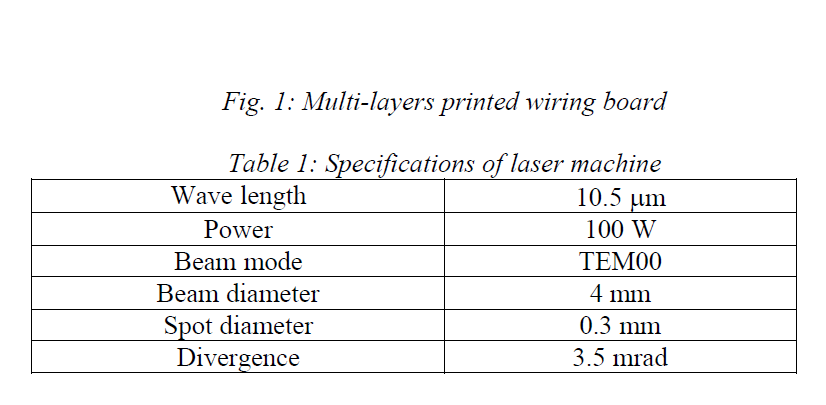 Fig. 1: Multi-layers printed wiring board
Table 1: Specifications of laser machine
Wave length 10.5 μm
Power 100 W
Beam mode TEM00
Beam diameter 4 mm
Spot diameter 0.3 mm
Divergence 3.5 mrad